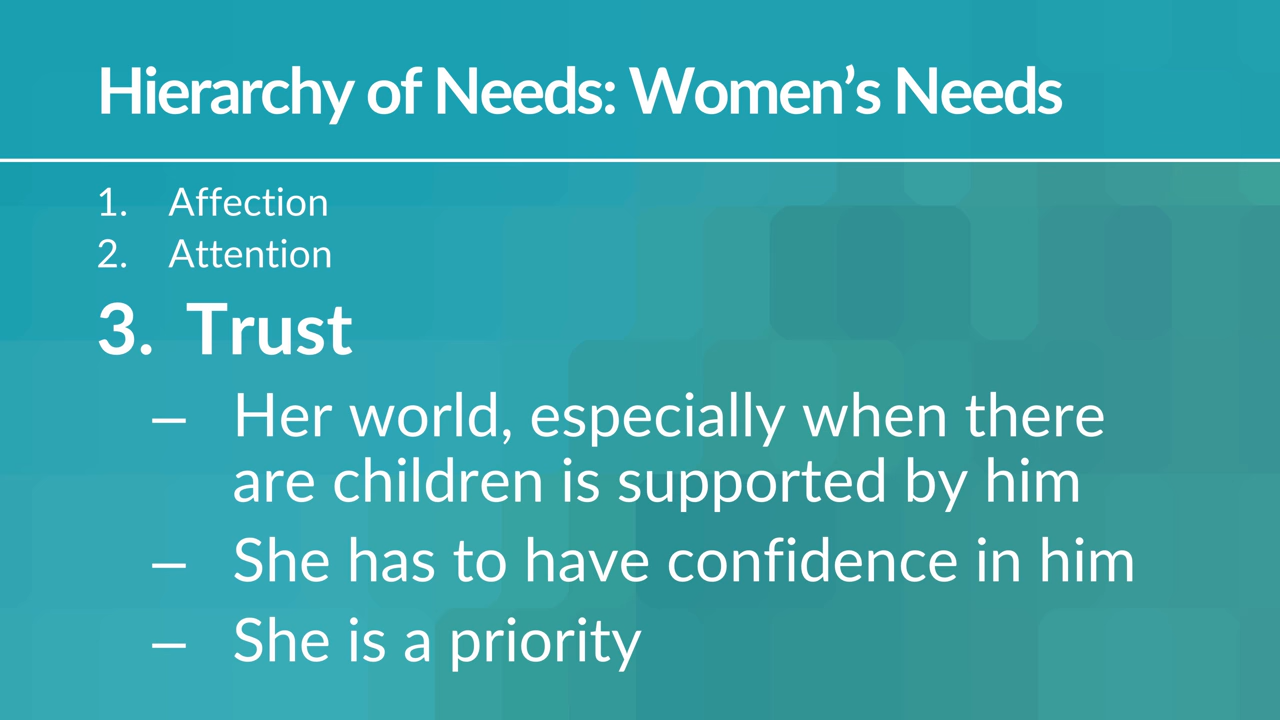 Hierarchy of Needs: Women’s Needs
1. Affection
2. Attention
3. Trust
– Her world, especially when there
are children is supported by him
– She has to have confidence in him
– She is a priority